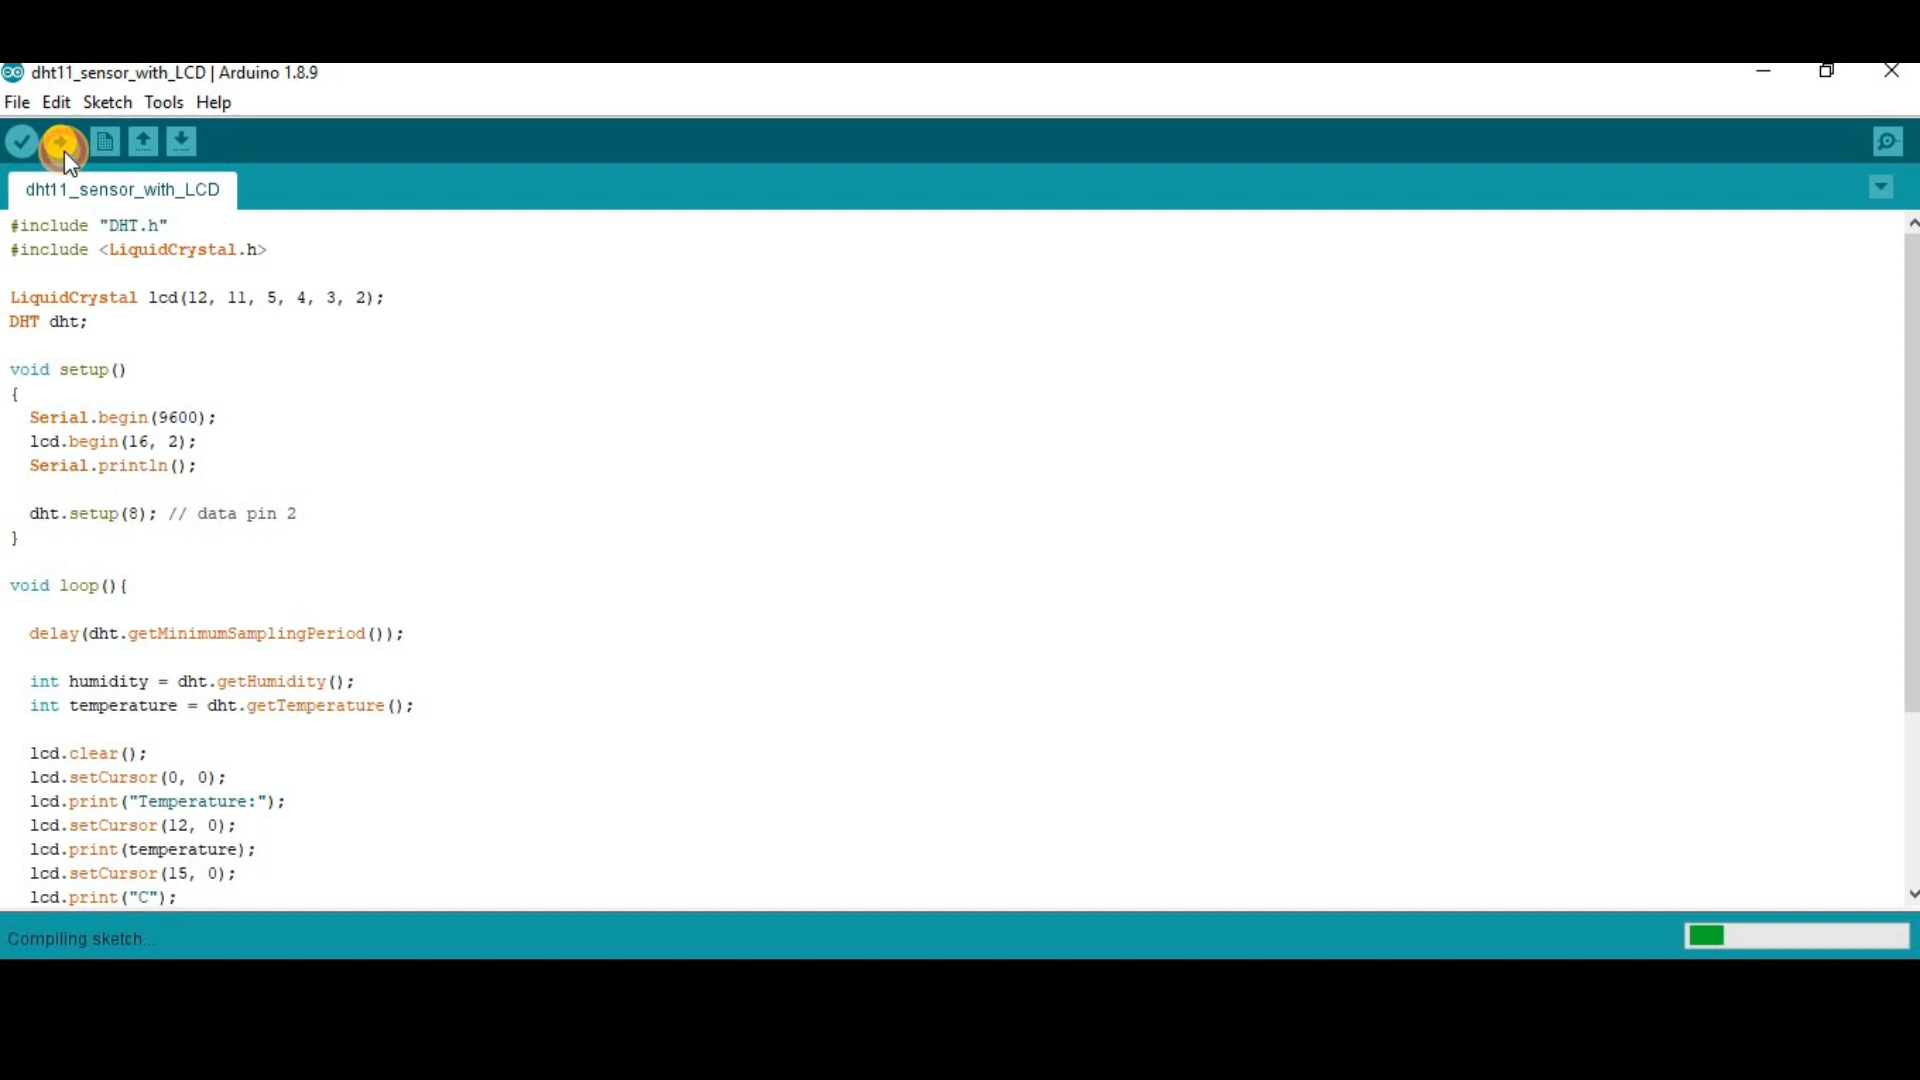 dht11_sensor_with_LCD | Arduino 1.8.9
File Edit Sketch Tools Help
dht11_sensor_with_LCD
#include "DHT.h"
#include <LiquidCrystal.h>
LiquidCrystal lcd(12, 11, 5, 4, 3, 2);
DHT dht;
void setup()
{
Serial.begin(9600);
lcd.begin(16, 2);
Serial.println();
dht.setup(8); // data pin 2
}
void loop(){
delay(dht.getMinimumSamplingPeriod());
int humidity = dht.getHumidity();
int temperature = dht.getTemperature();
lcd.clear();
lcd.setCursor(0, 0);
lcd.print("Temperature:");
lcd.setCursor(12, 0);
lcd.print(temperature);
lcd.setCursor(15, 0);
lcd.print("C");
Compiling sketch...